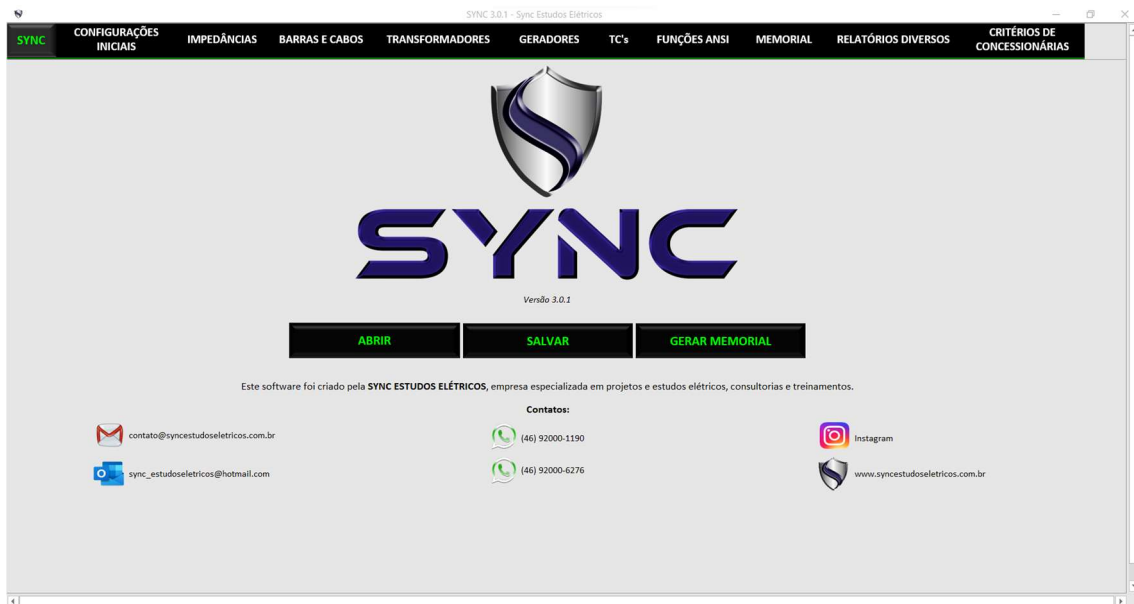 SYNC 3.0.1 - Sync Estudos Elétricos
SYNC
CONFIGURAÇÕES
INICIAIS
IMPEDÂNCIAS
BARRAS E CABOS
TRANSFORMADORES
GERADORES
TC's
FUNÇÕES ANSI
MEMORIAL
RELATÓRIOS DIVERSOS
CRITÉRIOS DE
CONCESSIONÁRIAS
SYNC
Versão 3.0.1
ABRIR
SALVAR
GERAR MEMORIAL
Este software foi criado pela SYNC ESTUDOS ELÉTRICOS, empresa especializada em projetos e estudos elétricos, consultorias e treinamentos.
Contatos:
contato@syncestudoseletricos.com.br
(46) 92000-1190
Instagram
sync_estudoseletricos@hotmail.com
(46) 92000-6276
www.syncestudoseletricos.com.br